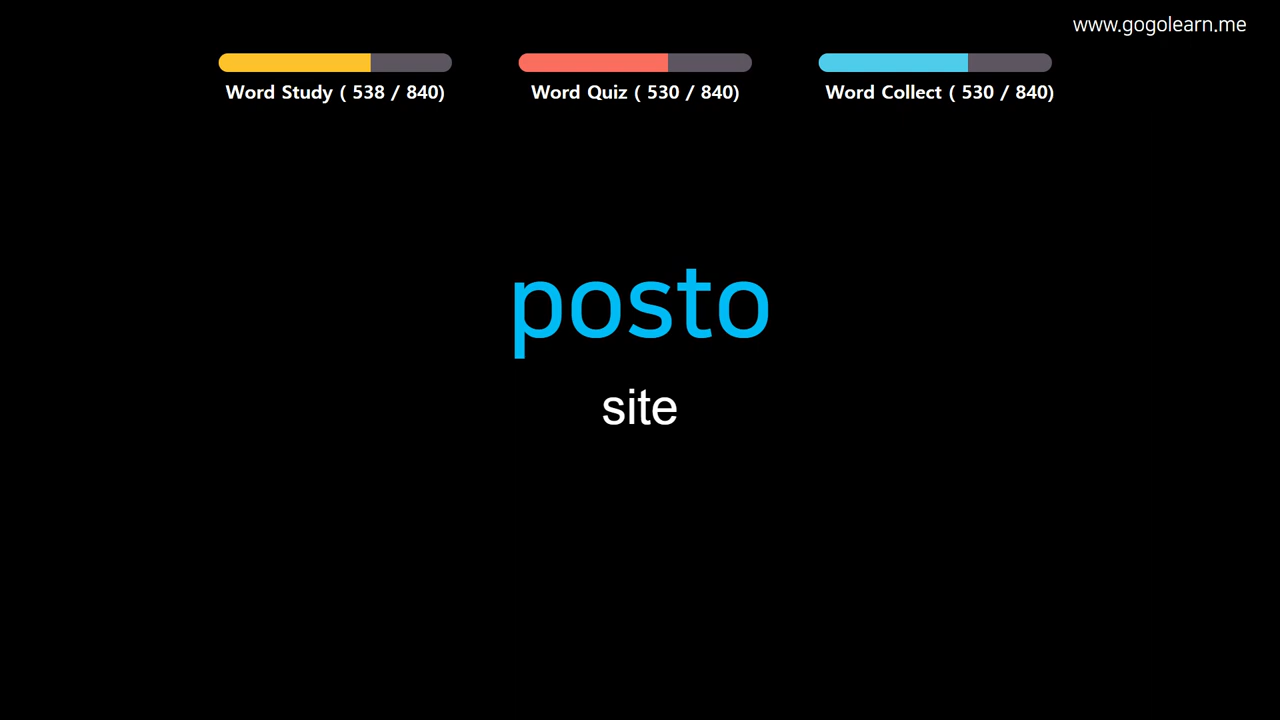 www.gogolearn.me
Word Study ( 538 / 840)
Word Quiz ( 530 / 840)
Word Collect ( 530 / 840)
posto
site